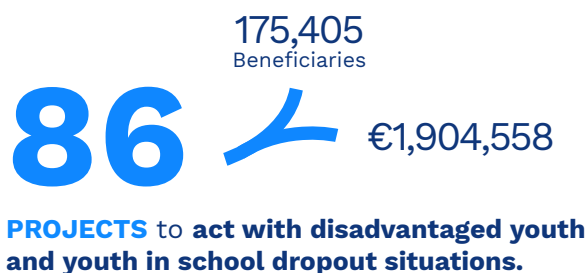 175,405
Beneficiaries
86
€1,904,558
PROJECTS to act with disadvantaged youth
and youth in school dropout situations.